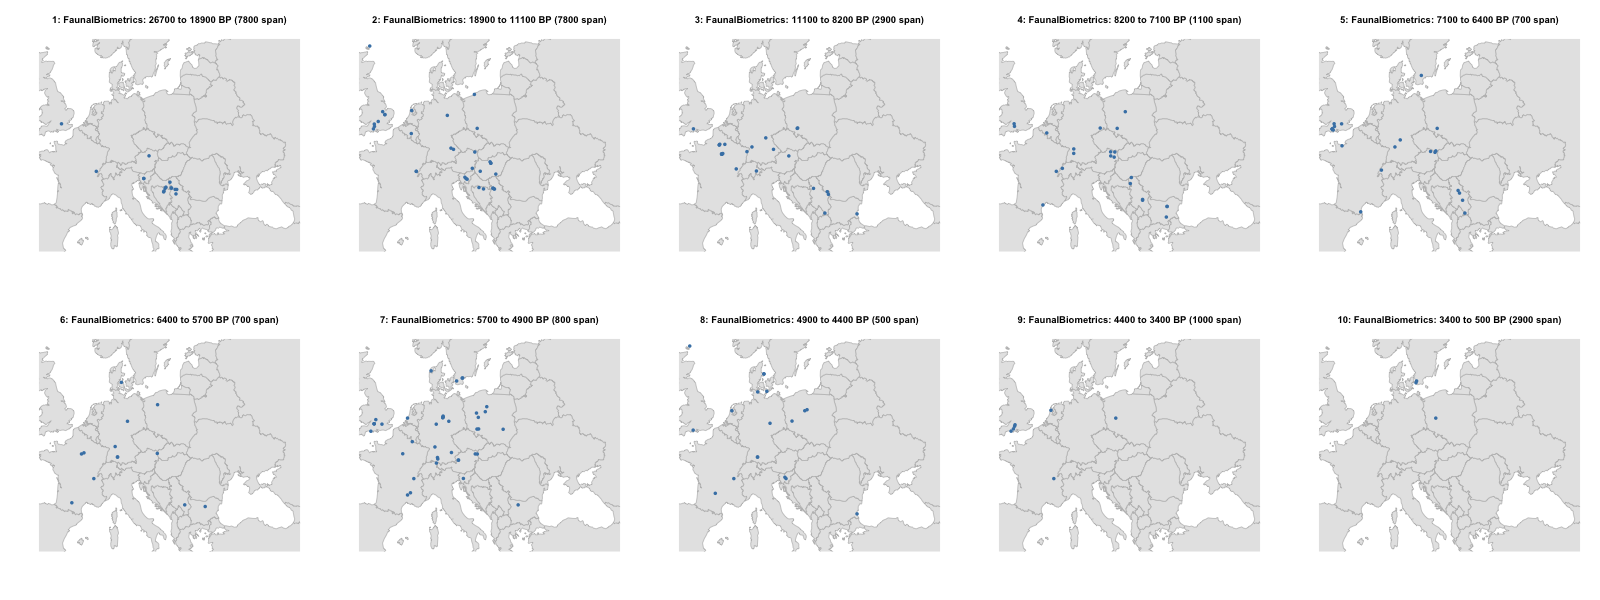 1: FaunalBiometrics: 26700 to 18900 BP (7800 span)
2: FaunalBiometrics: 18900 to 11100 BP (7800 span)
3: FaunalBiometrics: 11100 to 8200 BP (2900 span)
4: FaunalBiometrics: 8200 to 7100 BP (1100 span)
5: FaunalBiometrics: 7100 to 6400 BP (700 span)
6: FaunalBiometrics: 6400 to 5700 BP (700 span)
7: FaunalBiometrics: 5700 to 4900 BP (800 span)
8: FaunalBiometrics: 4900 to 4400 BP (500 span)
9: FaunalBiometrics: 4400 to 3400 BP (1000 span)
10: FaunalBiometrics: 3400 to 500 BP (2900 span)